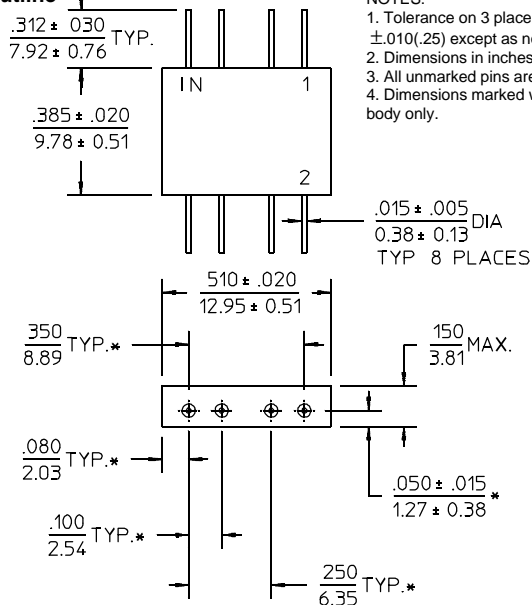 NOTES:
1. Tolerance on 3 place
.312 ± 030 TYP.
7.92 ± 0.76
±.010(.25) except as
2. Dimensions in inches
3. All unmarked pins are
4. Dimensions marked
body only.
IN 1
.385 ± .020
9.78 ± 0.51
2
.015 ± .005 DIA
0.38 ± 0.13
TYP 8 PLACES
510 ± .020
12.95 ± 0.51
350 TYP.*
8.89
150 MAX.
3.81
.080 TYP.*
2.03
.050 ± .015 *
1.27 ± 0.38
.100 TYP.*
2.54
250 TYP.*
6.35